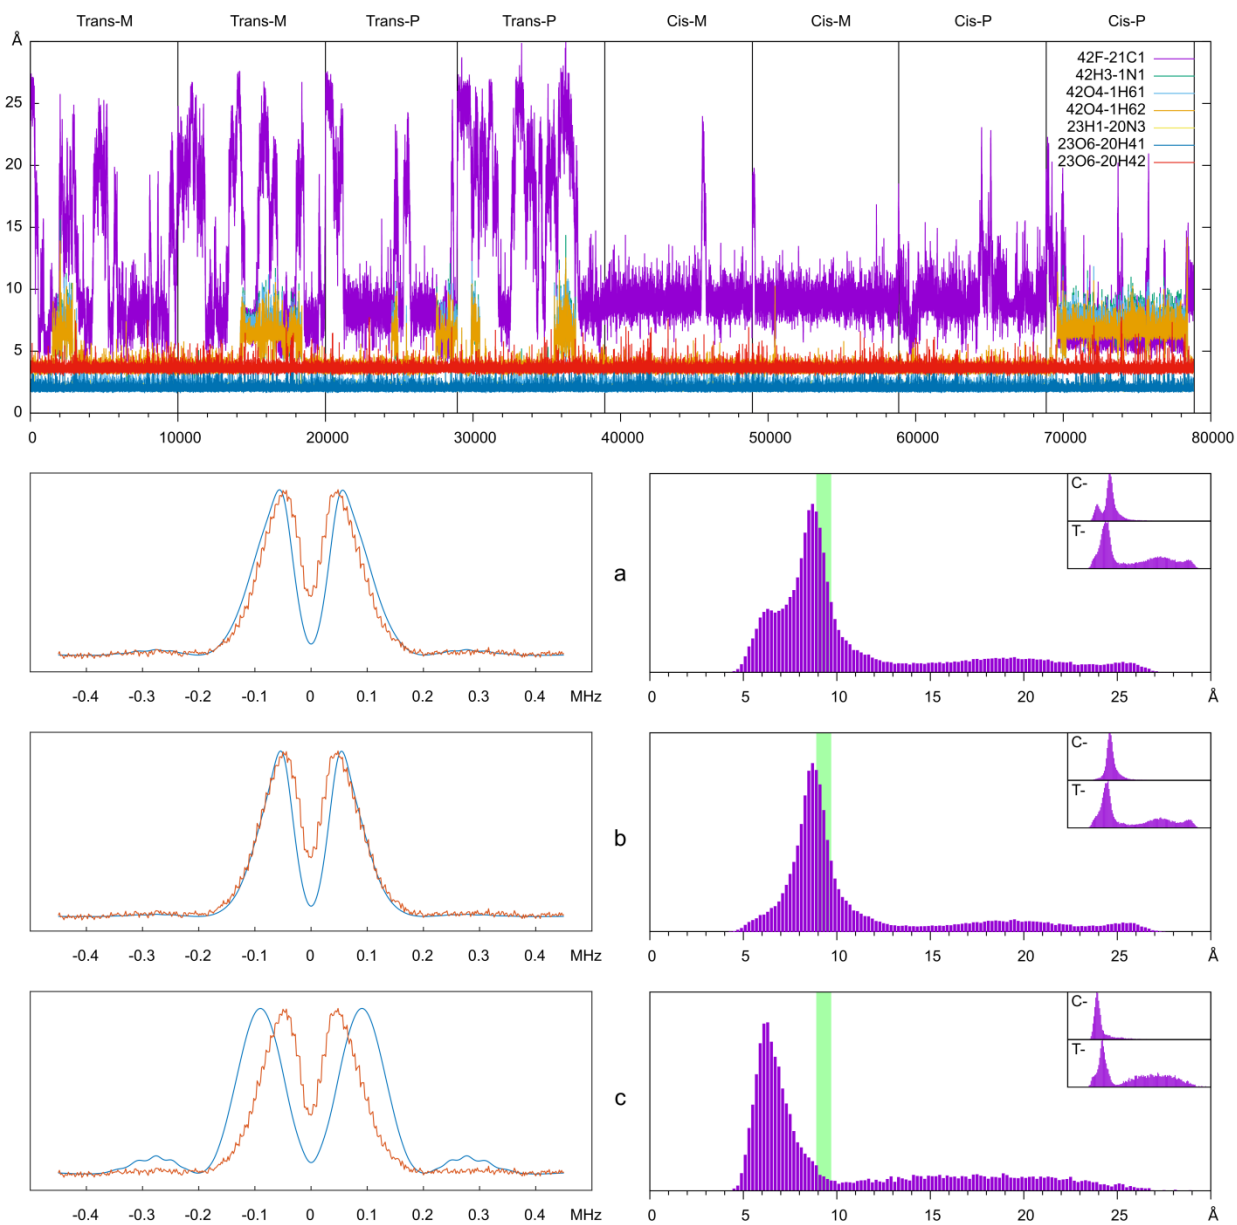 Trans-M Trans-M Trans-P Trans-P Cis-M Cis-M Cis-P Cis-P
Å
42F-21C1
42H3-1N1
42O4-1H61
42O4-1H62
23H1-20N3
23O6-20H41
23O6-20H42
25
20
15
10
5
0
0 10000 20000 30000 40000 50000 60000 70000 80000
C-
T-
a
-0.4 -0.3 -0.2 -0.1 0 0.1 0.2 0.3 0.4 MHz
0 5 10 15 20 25 Å
C-
T-
b
-0.4 -0.3 -0.2 -0.1 0 0.1 0.2 0.3 0.4 MHz
0 5 10 15 20 25 Å
C-
T-
c
-0.4 -0.3 -0.2 -0.1 0 0.1 0.2 0.3 0.4 MHz
0 5 10 15 20 25 Å